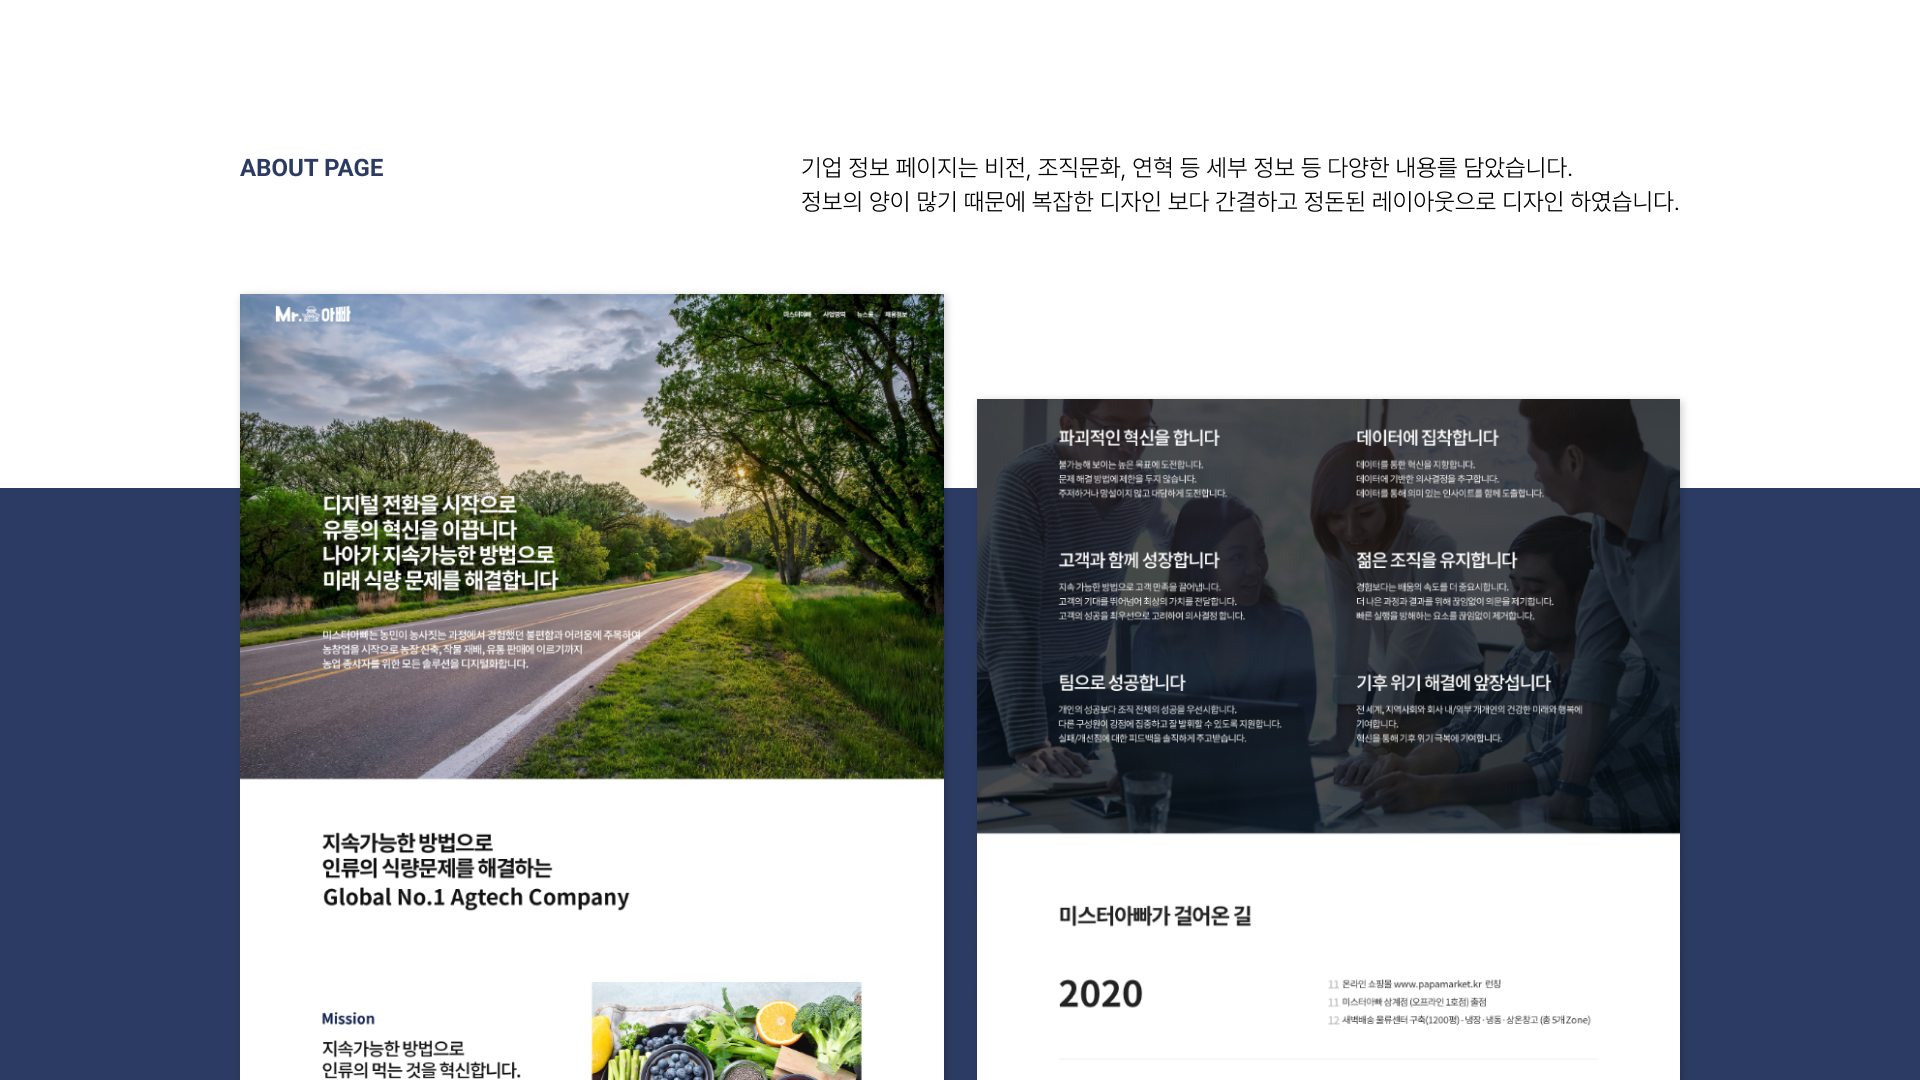 ABOUT PAGE
기업 정보 페이지는 비전, 조직문화, 연혁 등 세부 정보 등 다양한 내용를 담았습니다.
정보의 양이 많기 때문에 복잡한 디자인 보다 간결하고 정돈된 레이아웃으로 디자인 하였습니다.
Mr. 아빠
미스터아빠 사업영역 뉴스룸 채용정보
디지털 전환을 시작으로
유통의 혁신을 이끕니다
나아가 지속가능한 방법으로
미래 식량 문제를 해결합니다
미스터아빠는 농민이 농사짓는 과정에서 경험했던 불편함과 어려움에 주목하여
농창업을 시작으로 농장 신축, 작물 재배, 유통 판매에 이르기까지
농업 종사자를 위한 모든 솔루션을 디지털화합니다.
지속가능한 방법으로
인류의 식량문제를 해결하는
Global No.1 Agtech Company
Mission
지속가능한 방법으로
인류의 먹는 것을 혁신합니다.
파괴적인 혁신을 합니다
불가능해 보이는 높은 목표에 도전합니다.
문제 해결 방법에 제한을 두지 않습니다.
주저하거나 망설이지 않고 대담하게 도전합니다.
데이터에 집착합니다
데이터를 통한 혁신을 지향합니다.
데이터에 기반한 의사결정을 추구합니다.
데이터를 통해 의미 있는 인사이트를 함께 도출합니다.
고객과 함께 성장합니다
지속 가능한 방법으로 고객 만족을 끌어냅니다.
고객의 기대를 뛰어넘어 최상의 가치를 전달합니다.
고객의 성공을 최우선으로 고려하여 의사결정 합니다.
젊은 조직을 유지합니다
경험보다는 배움의 속도를 더 중요시합니다.
더 나은 과정과 결과를 위해 끊임없이 의문을 제기합니다.
빠른 실행을 방해하는 요소를 끊임없이 제거합니다.
팀으로 성공합니다
개인의 성공보다 조직 전체의 성공을 우선시합니다.
다른 구성원이 강점에 집중하고 잘 발휘할 수 있도록 지원합니다.
실패/개선점에 대한 피드백을 솔직하게 주고받습니다.
기후 위기 해결에 앞장섭니다
전 세계, 지역사회와 회사 내/외부 개개인의 건강한 미래와 행복에
기여합니다.
혁신을 통해 기후 위기 극복에 기여합니다.
미스터아빠가 걸어온 길
2020
11 온라인 쇼핑몰 www.papamarket.kr 런칭
11 미스터아빠 상계점 (오프라인 1호점) 출점
12 새벽배송 물류센터 구축(1200평) - 냉장·냉동·상온창고 (총 5개 Zone)